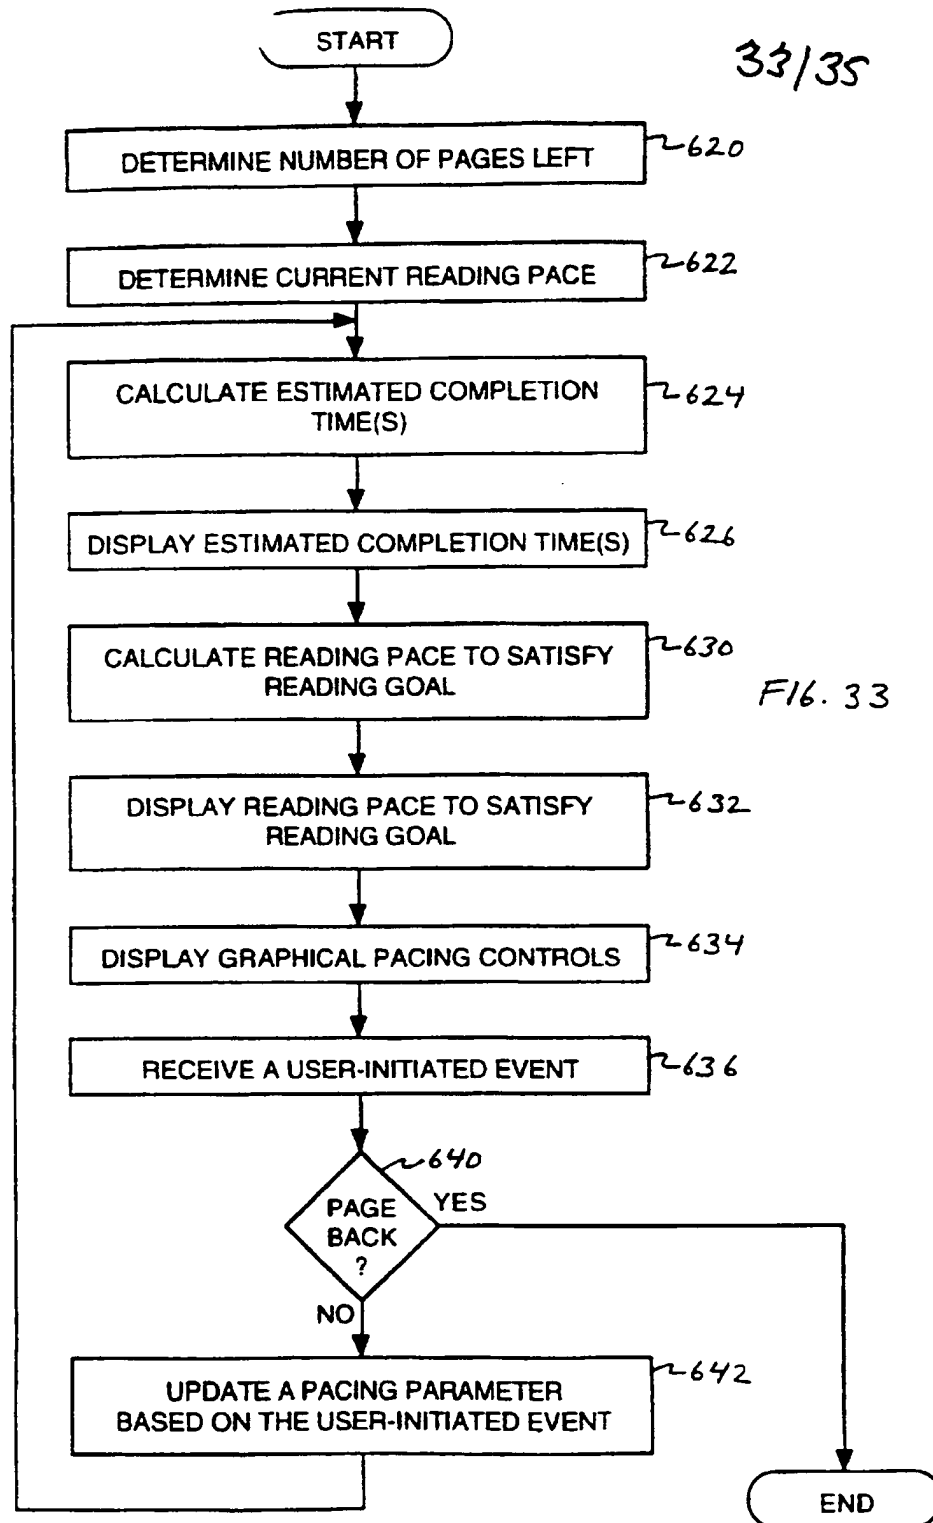 START
33/35
DETERMINE NUMBER OF PAGES LEFT
620
DETERMINE CURRENT READING PACE
622
CALCULATE ESTIMATED COMPLETION
TIME(S)
624
DISPLAY ESTIMATED COMPLETION TIME(S)
626
CALCULATE READING PACE TO SATISFY
READING GOAL
630
FIG. 33
DISPLAY READING PACE TO SATISFY
READING GOAL
632
DISPLAY GRAPHICAL PACING CONTROLS
634
RECEIVE A USER-INITIATED EVENT
636
640
PAGE
BACK
?
YES
NO
UPDATE A PACING PARAMETER
BASED ON THE USER-INITIATED EVENT
642
END